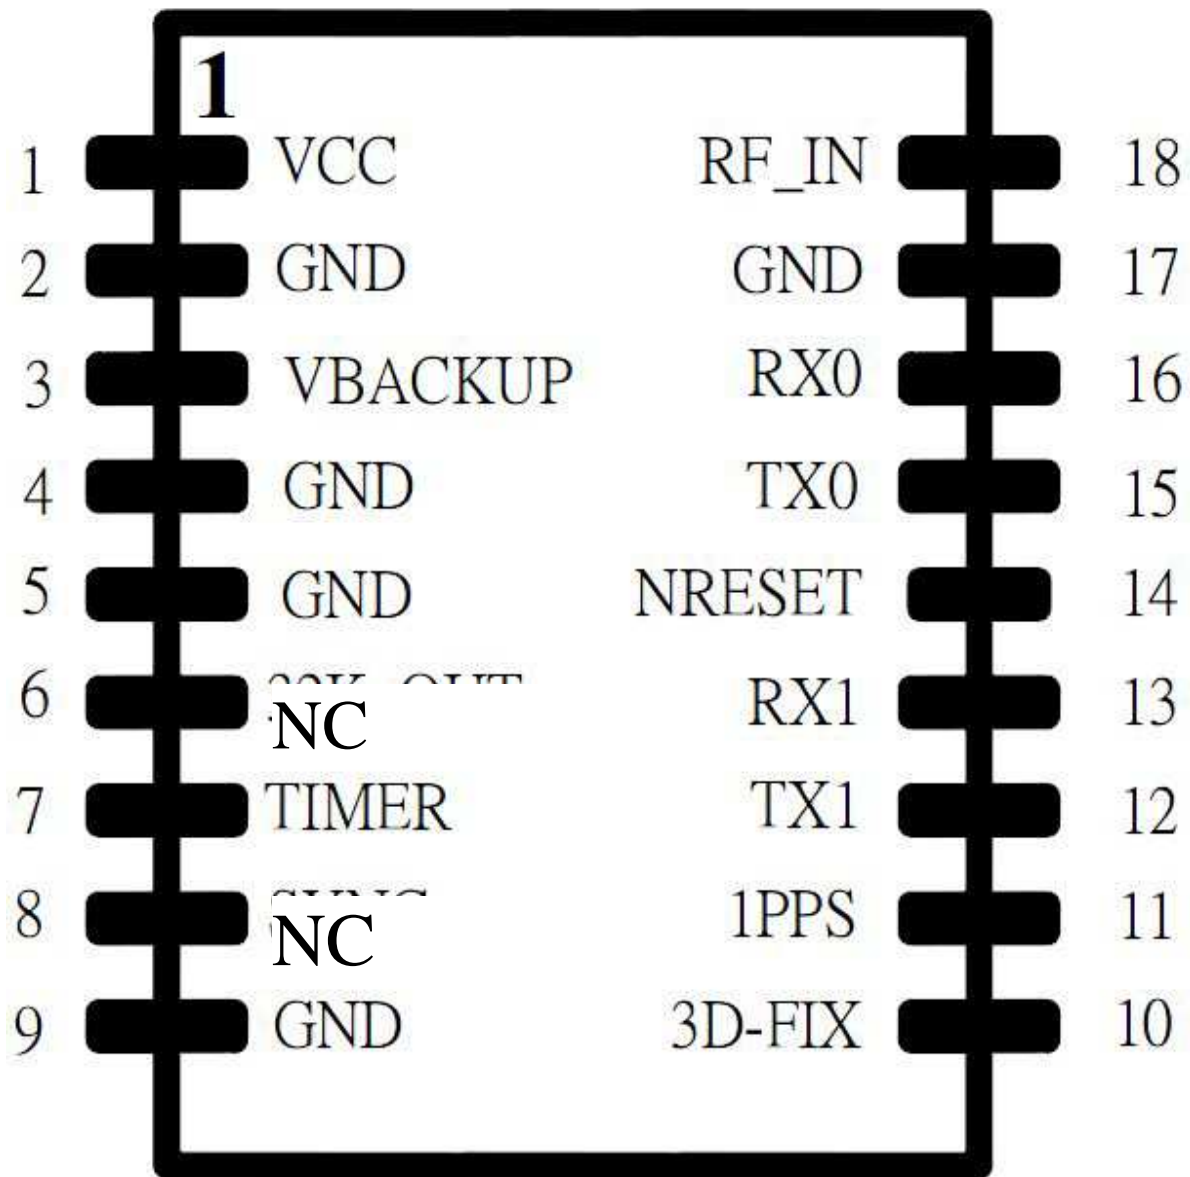 1
1 VCC RF_IN 18
2 GND GND 17
3 VBACKUP RX0 16
4 GND TX0 15
5 GND NRESET 14
6 NC RX1 13
7 TIMER TX1 12
8 NC 1PPS 11
9 GND 3D-FIX 10